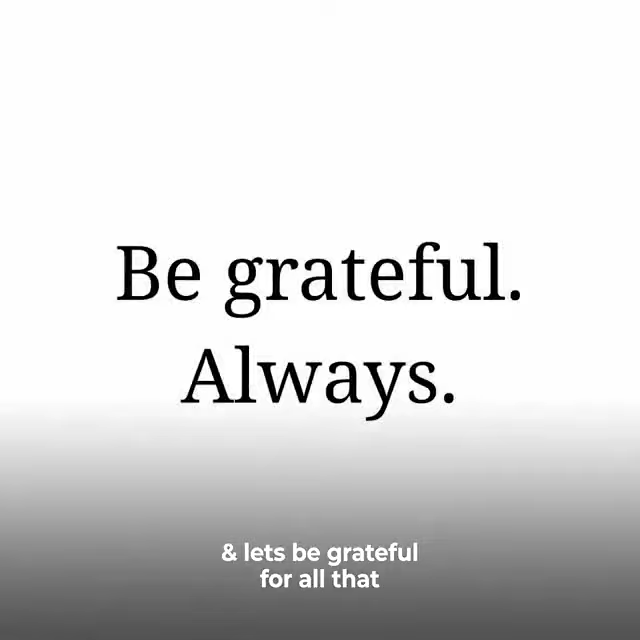 Be grateful.
Always.
& lets be grateful
for all that